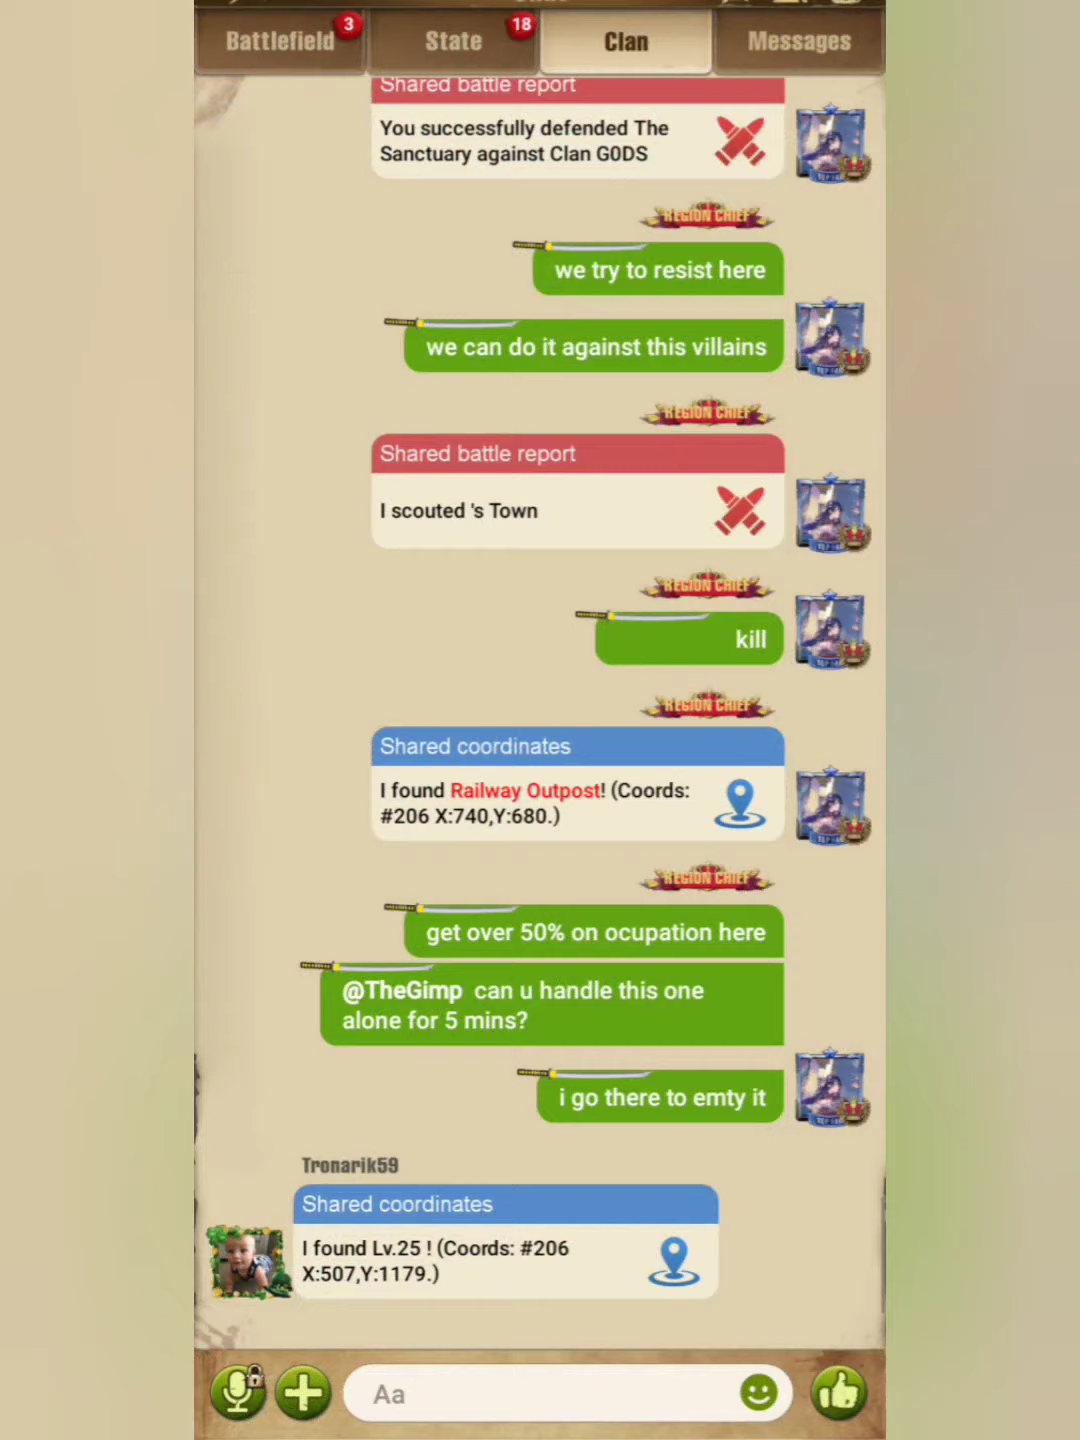 Battlefield 3 State 18 Clan Messages
Shared battle report
You successfully defended The
Sanctuary against Clan G0DS
REGION CHIEF
we try to resist here
we can do it against this villains
REGION CHIEF
Shared battle report
I scouted 's Town
REGION CHIEF
kill
REGION CHIEF
Shared coordinates
I found Railway Outpost! (Coords:
#206 X:740,Y:680.)
REGION CHIEF
get over 50% on ocupation here
@TheGimp can u handle this one
alone for 5 mins?
i go there to emty it
Tronarik59
Shared coordinates
I found Lv.25 ! (Coords: #206
X:507,Y:1179.)
Aa